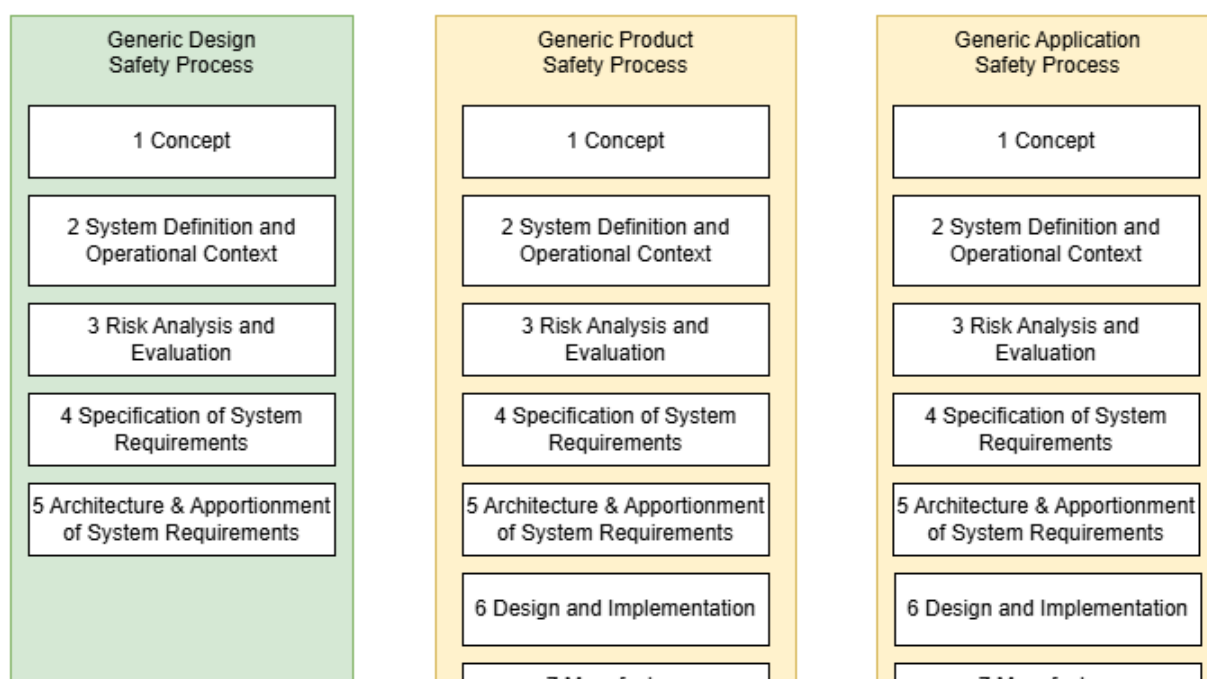 Generic Design
Safety Process
1 Concept
2 System Definition and
Operational Context
3 Risk Analysis and
Evaluation
4 Specification of System
Requirements
5 Architecture & Apportionment
of System Requirements
Generic Product
Safety Process
1 Concept
2 System Definition and
Operational Context
3 Risk Analysis and
Evaluation
4 Specification of System
Requirements
5 Architecture & Apportionment
of System Requirements
6 Design and Implementation
Generic Application
Safety Process
1 Concept
2 System Definition and
Operational Context
3 Risk Analysis and
Evaluation
4 Specification of System
Requirements
5 Architecture & Apportionment
of System Requirements
6 Design and Implementation